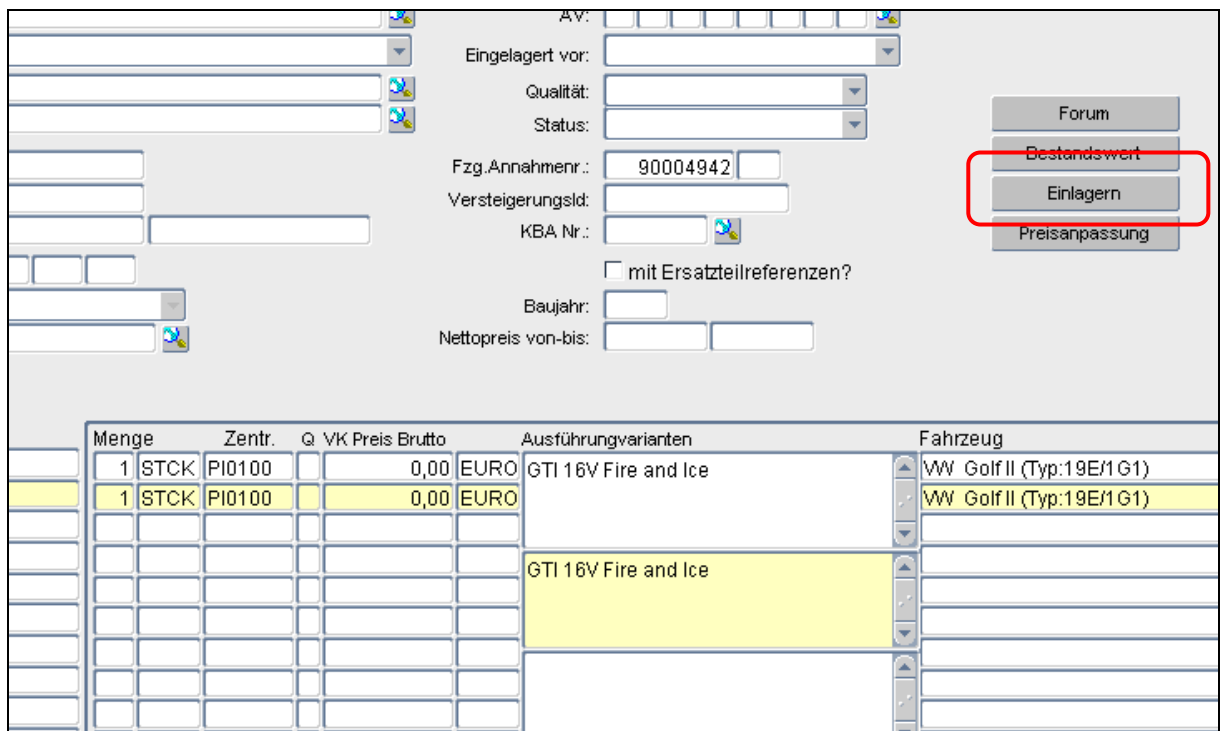 AV:
Eingelagert vor:
Qualität:
Status:
Forum
Bestandswert
Fzg.Annahmenr.: 90004942
Einlagern
VersteigerungsId:
KBA Nr.:
Preisanpassung
mit Ersatzteilreferenzen?
Baujahr:
Nettopreis von-bis:
Menge Zentr. Q VK Preis Brutto Ausführungvarianten Fahrzeug
1 STCK PI0100 0,00 EURO GTI 16V Fire and Ice VW Golf II (Typ:19E/1G1)
1 STCK PI0100 0,00 EURO VW Golf II (Typ:19E/1G1)
GTI 16V Fire and Ice